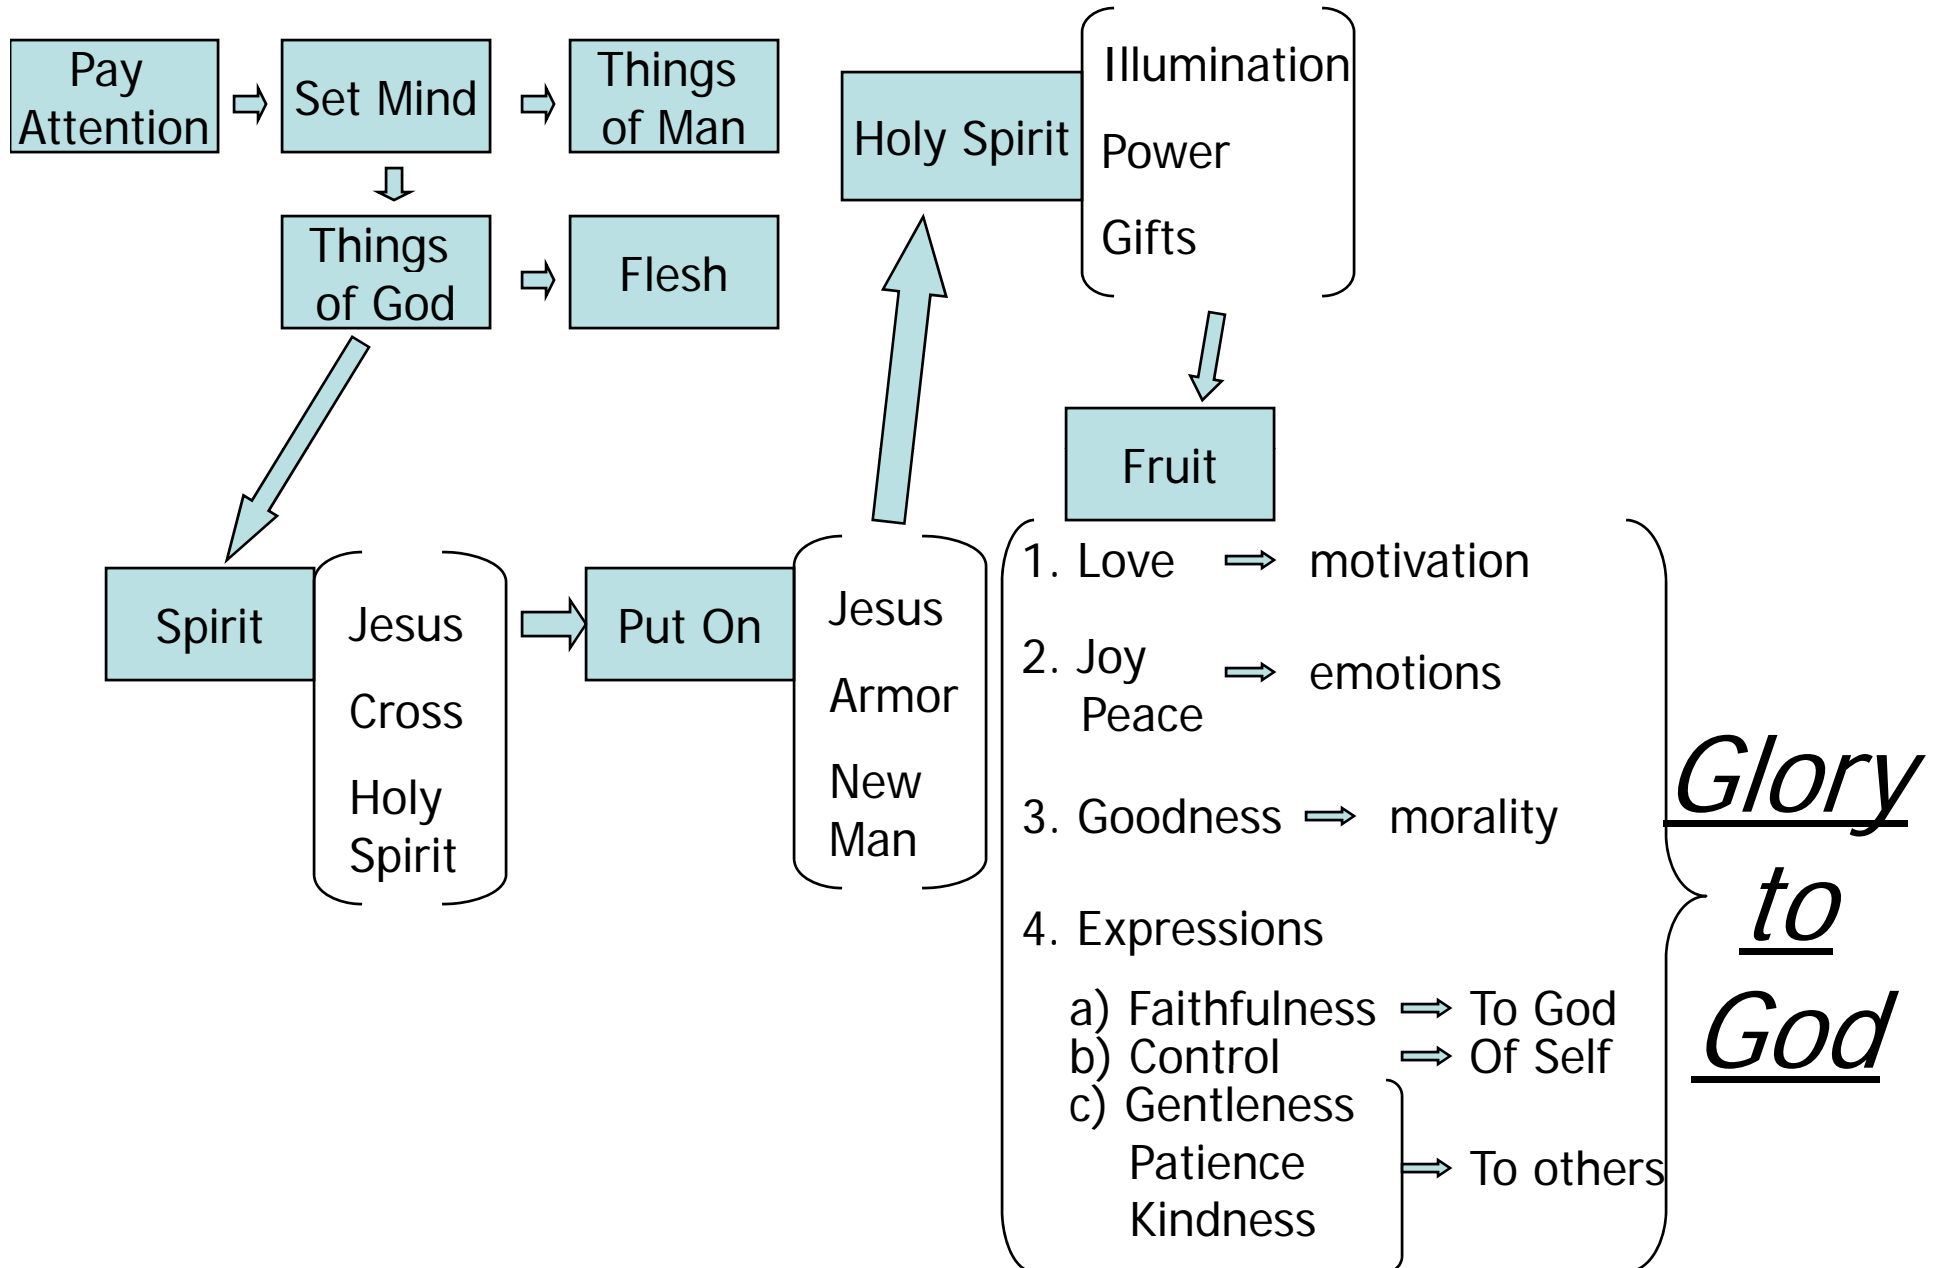 Pay
Attention
Set Mind
Things
of Man
Things
of God
Flesh
Spirit
Jesus
Cross
Holy
Spirit
Put On
Jesus
Armor
New
Man
Holy Spirit
Illumination
Power
Gifts
Fruit
1. Love motivation
2. Joy
Peace
emotions
3. Goodness morality
4. Expressions
a) Faithfulness To God
b) Control Of Self
c) Gentleness
Patience
Kindness
To others
Glory
to
God